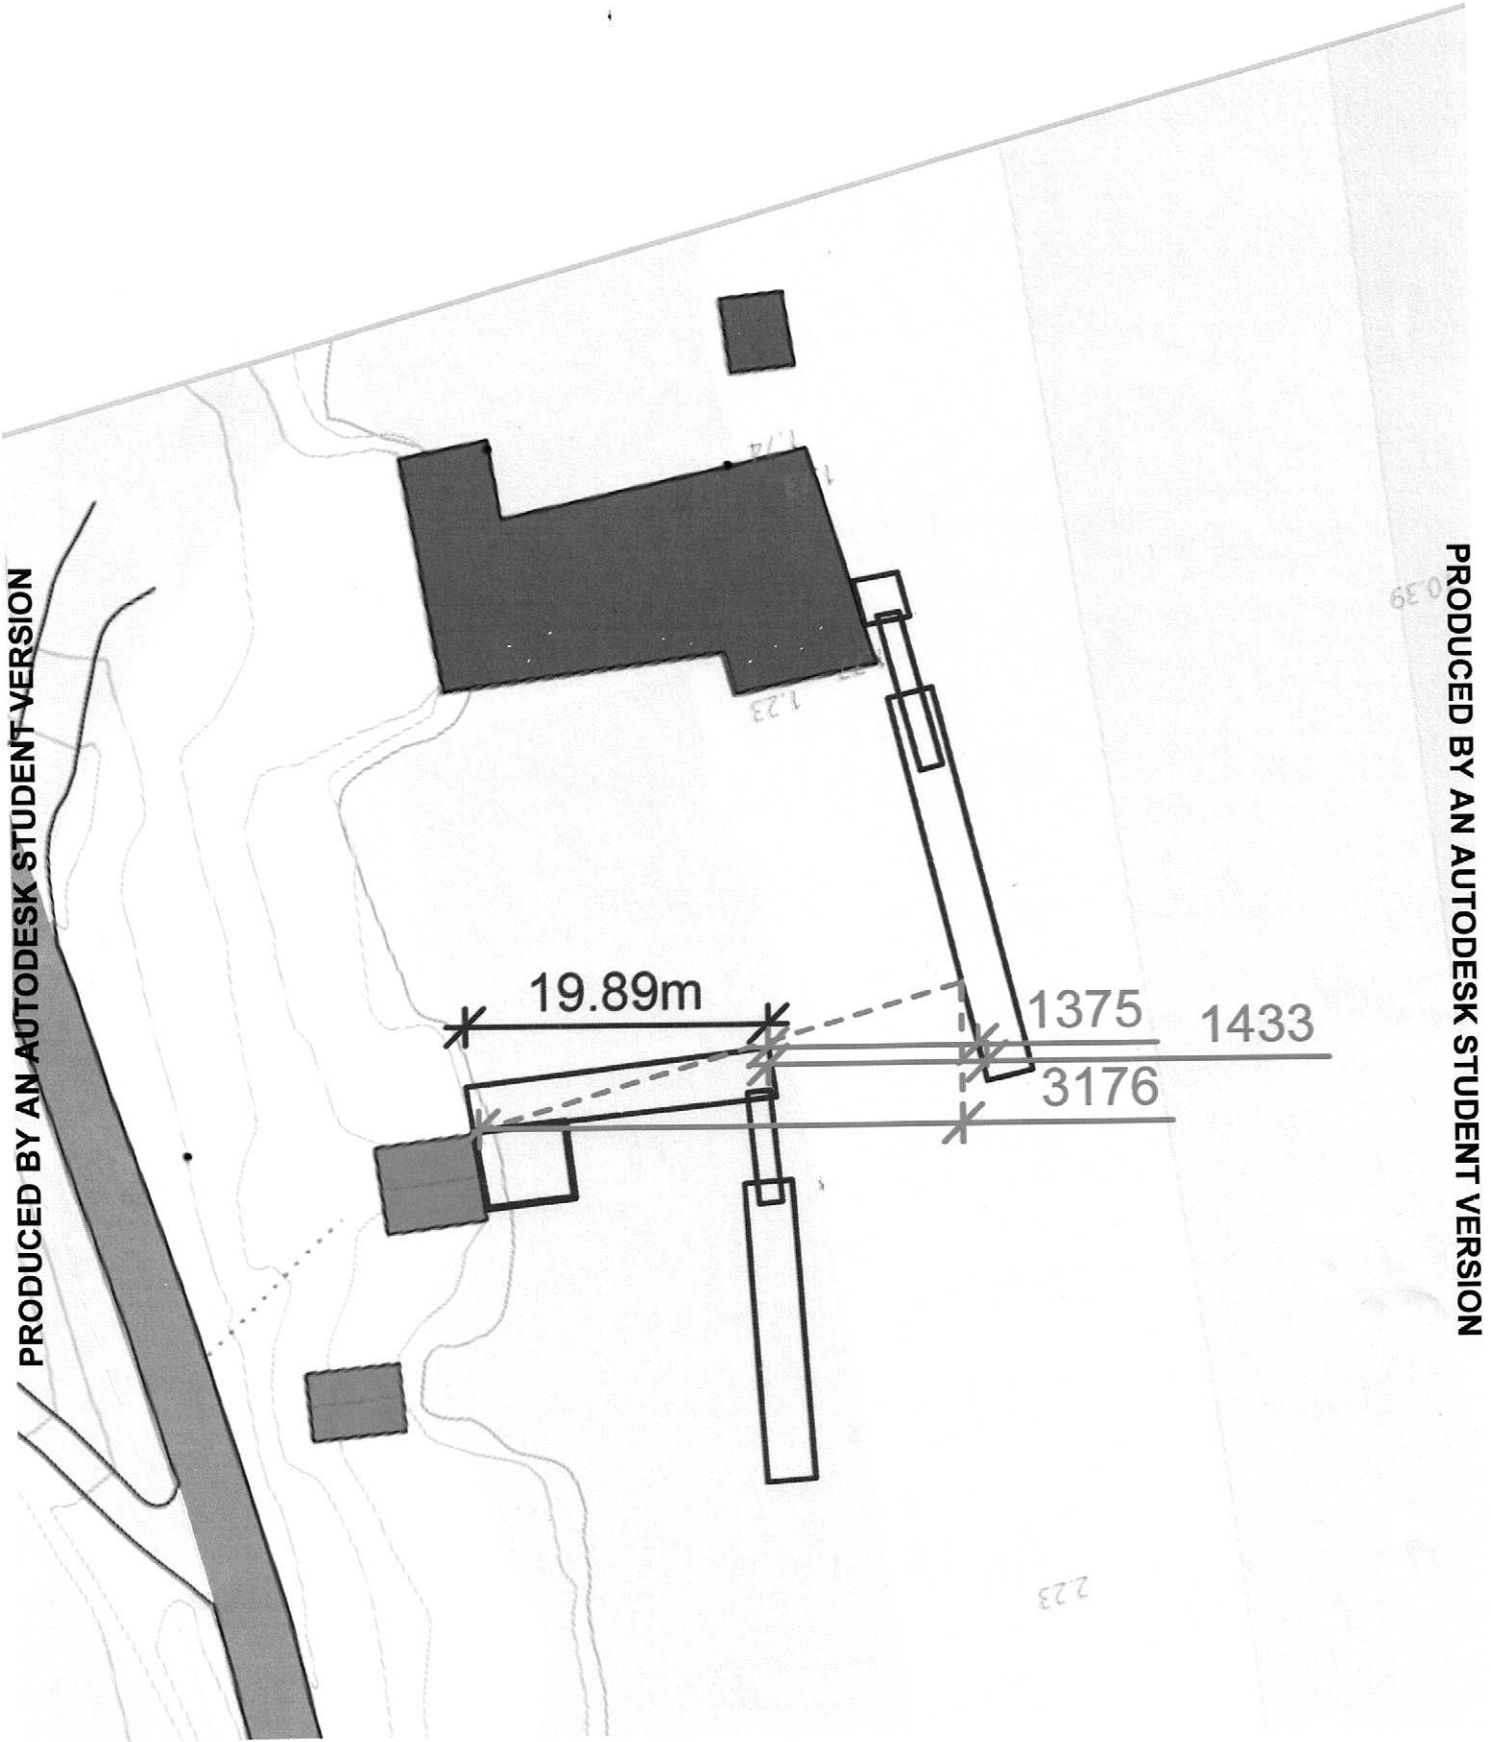 1.74
1.23
0.39
PRODUCED BY AN AUTODESK STUDENT VERSION
PRODUCED BY AN AUTODESK STUDENT VERSION
19.89m
1375
1433
3176
2.23